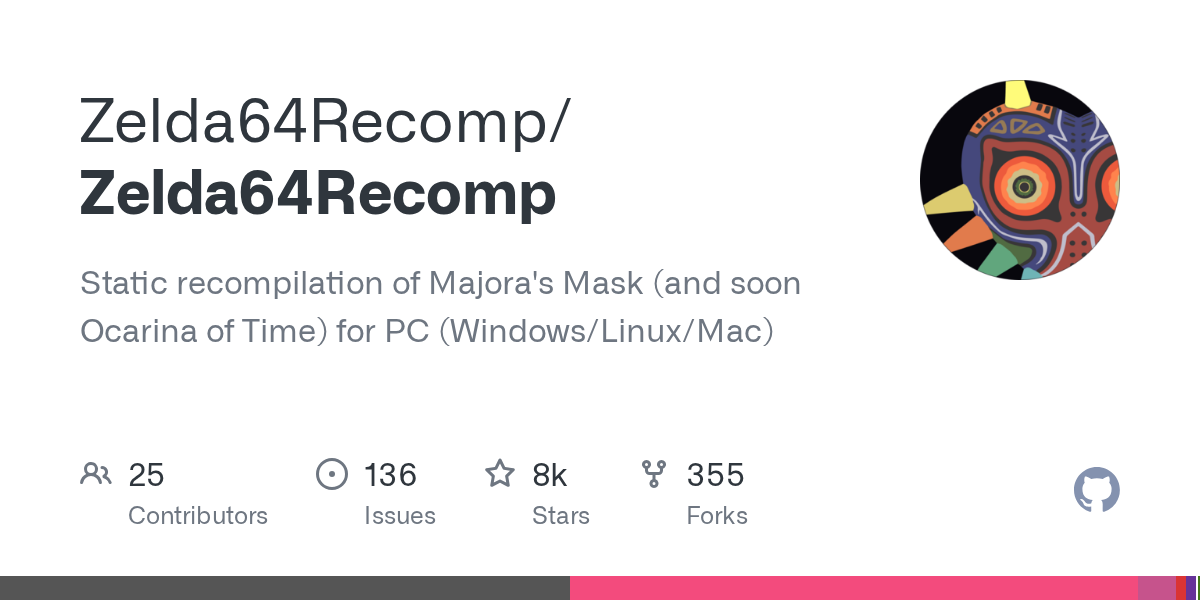 Zelda64Recomp/
Zelda64Recomp
Static recompilation of Majora's Mask (and soon
Ocarina of Time) for PC (Windows/Linux/Mac)
25 136 8k 355
Contributors Issues Stars Forks